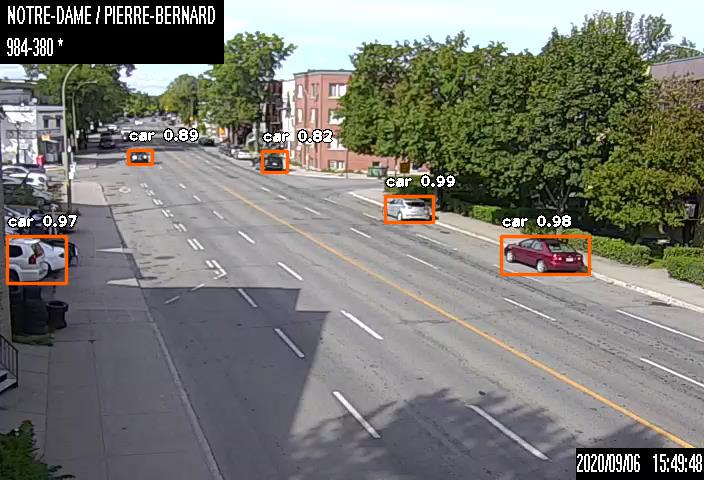 NOTRE-DAME / PIERRE-BERNARD
984-380 *
car 0.89
car 0.82
car 0.99
car 0.97
car 0.98
2020/09/06 15:49:48